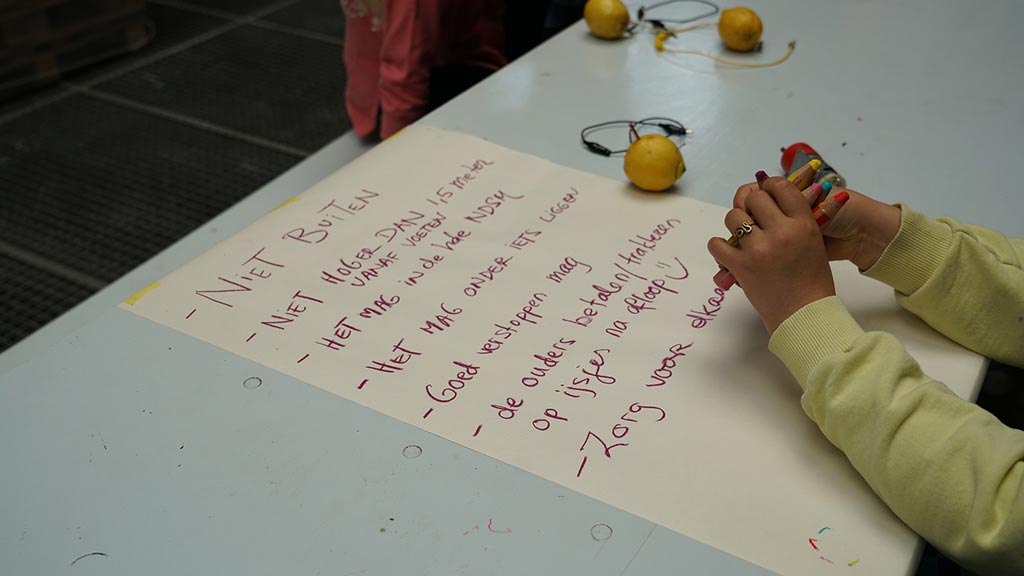 - NIET BUITEN
- NIET HOGER DAN 1,5 meter
VANAF VOETEN
- HET MAG in de hele NDSM
- HET MAG ONDER IETS LIGGEN
- Goed verstoppen mag
- de ouders betalen/trakteren
op ijsjes na afloop
- Zorg voor elkaar